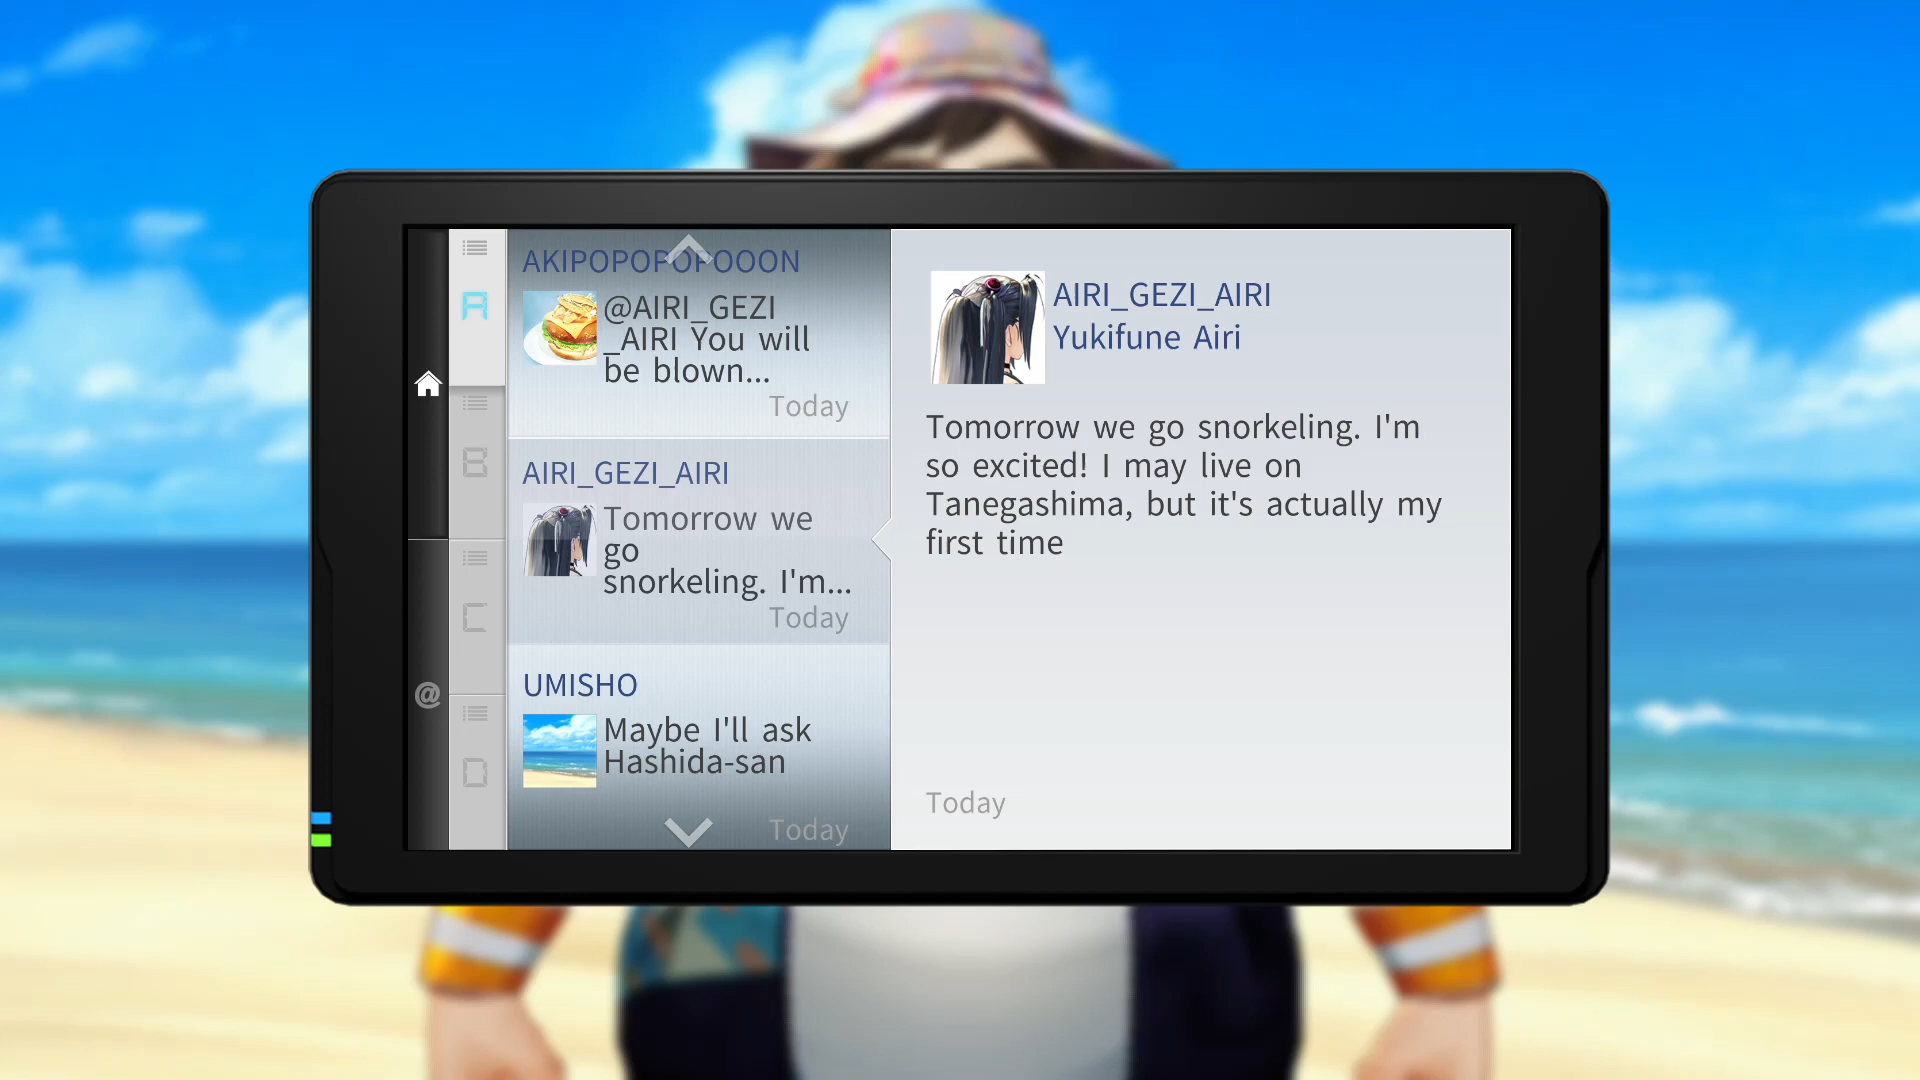 A
B
C
D
@
AKIPOPOPOPOOON
@AIRI_GEZI
_AIRI You will
be blown...
Today
AIRI_GEZI_AIRI
Tomorrow we
go
snorkeling. I'm...
Today
UMISHO
Maybe I'll ask
Hashida-san
Today
AIRI_GEZI_AIRI
Yukifune Airi
Tomorrow we go snorkeling. I'm
so excited! I may live on
Tanegashima, but it's actually my
first time
Today